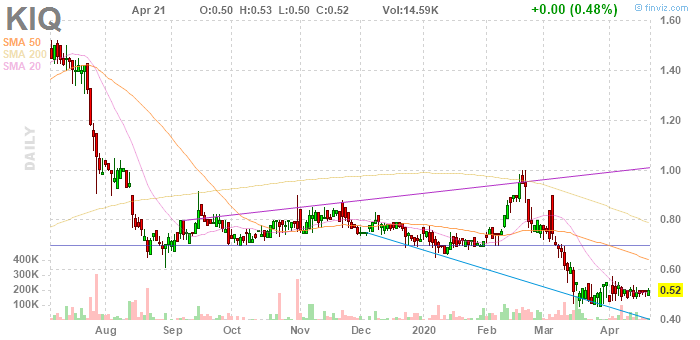 © finviz.com
KIQ Apr 21 O:0.50 H:0.53 L:0.50 C:0.52 Vol:14.59K +0.00 (0.48%)
SMA 50
SMA 200
SMA 20
DAILY
1.60
1.40
1.20
1.00
0.80
0.60
0.52
0.40
400K
300K
200K
100K
Aug Sep Oct Nov Dec 2020 Feb Mar Apr